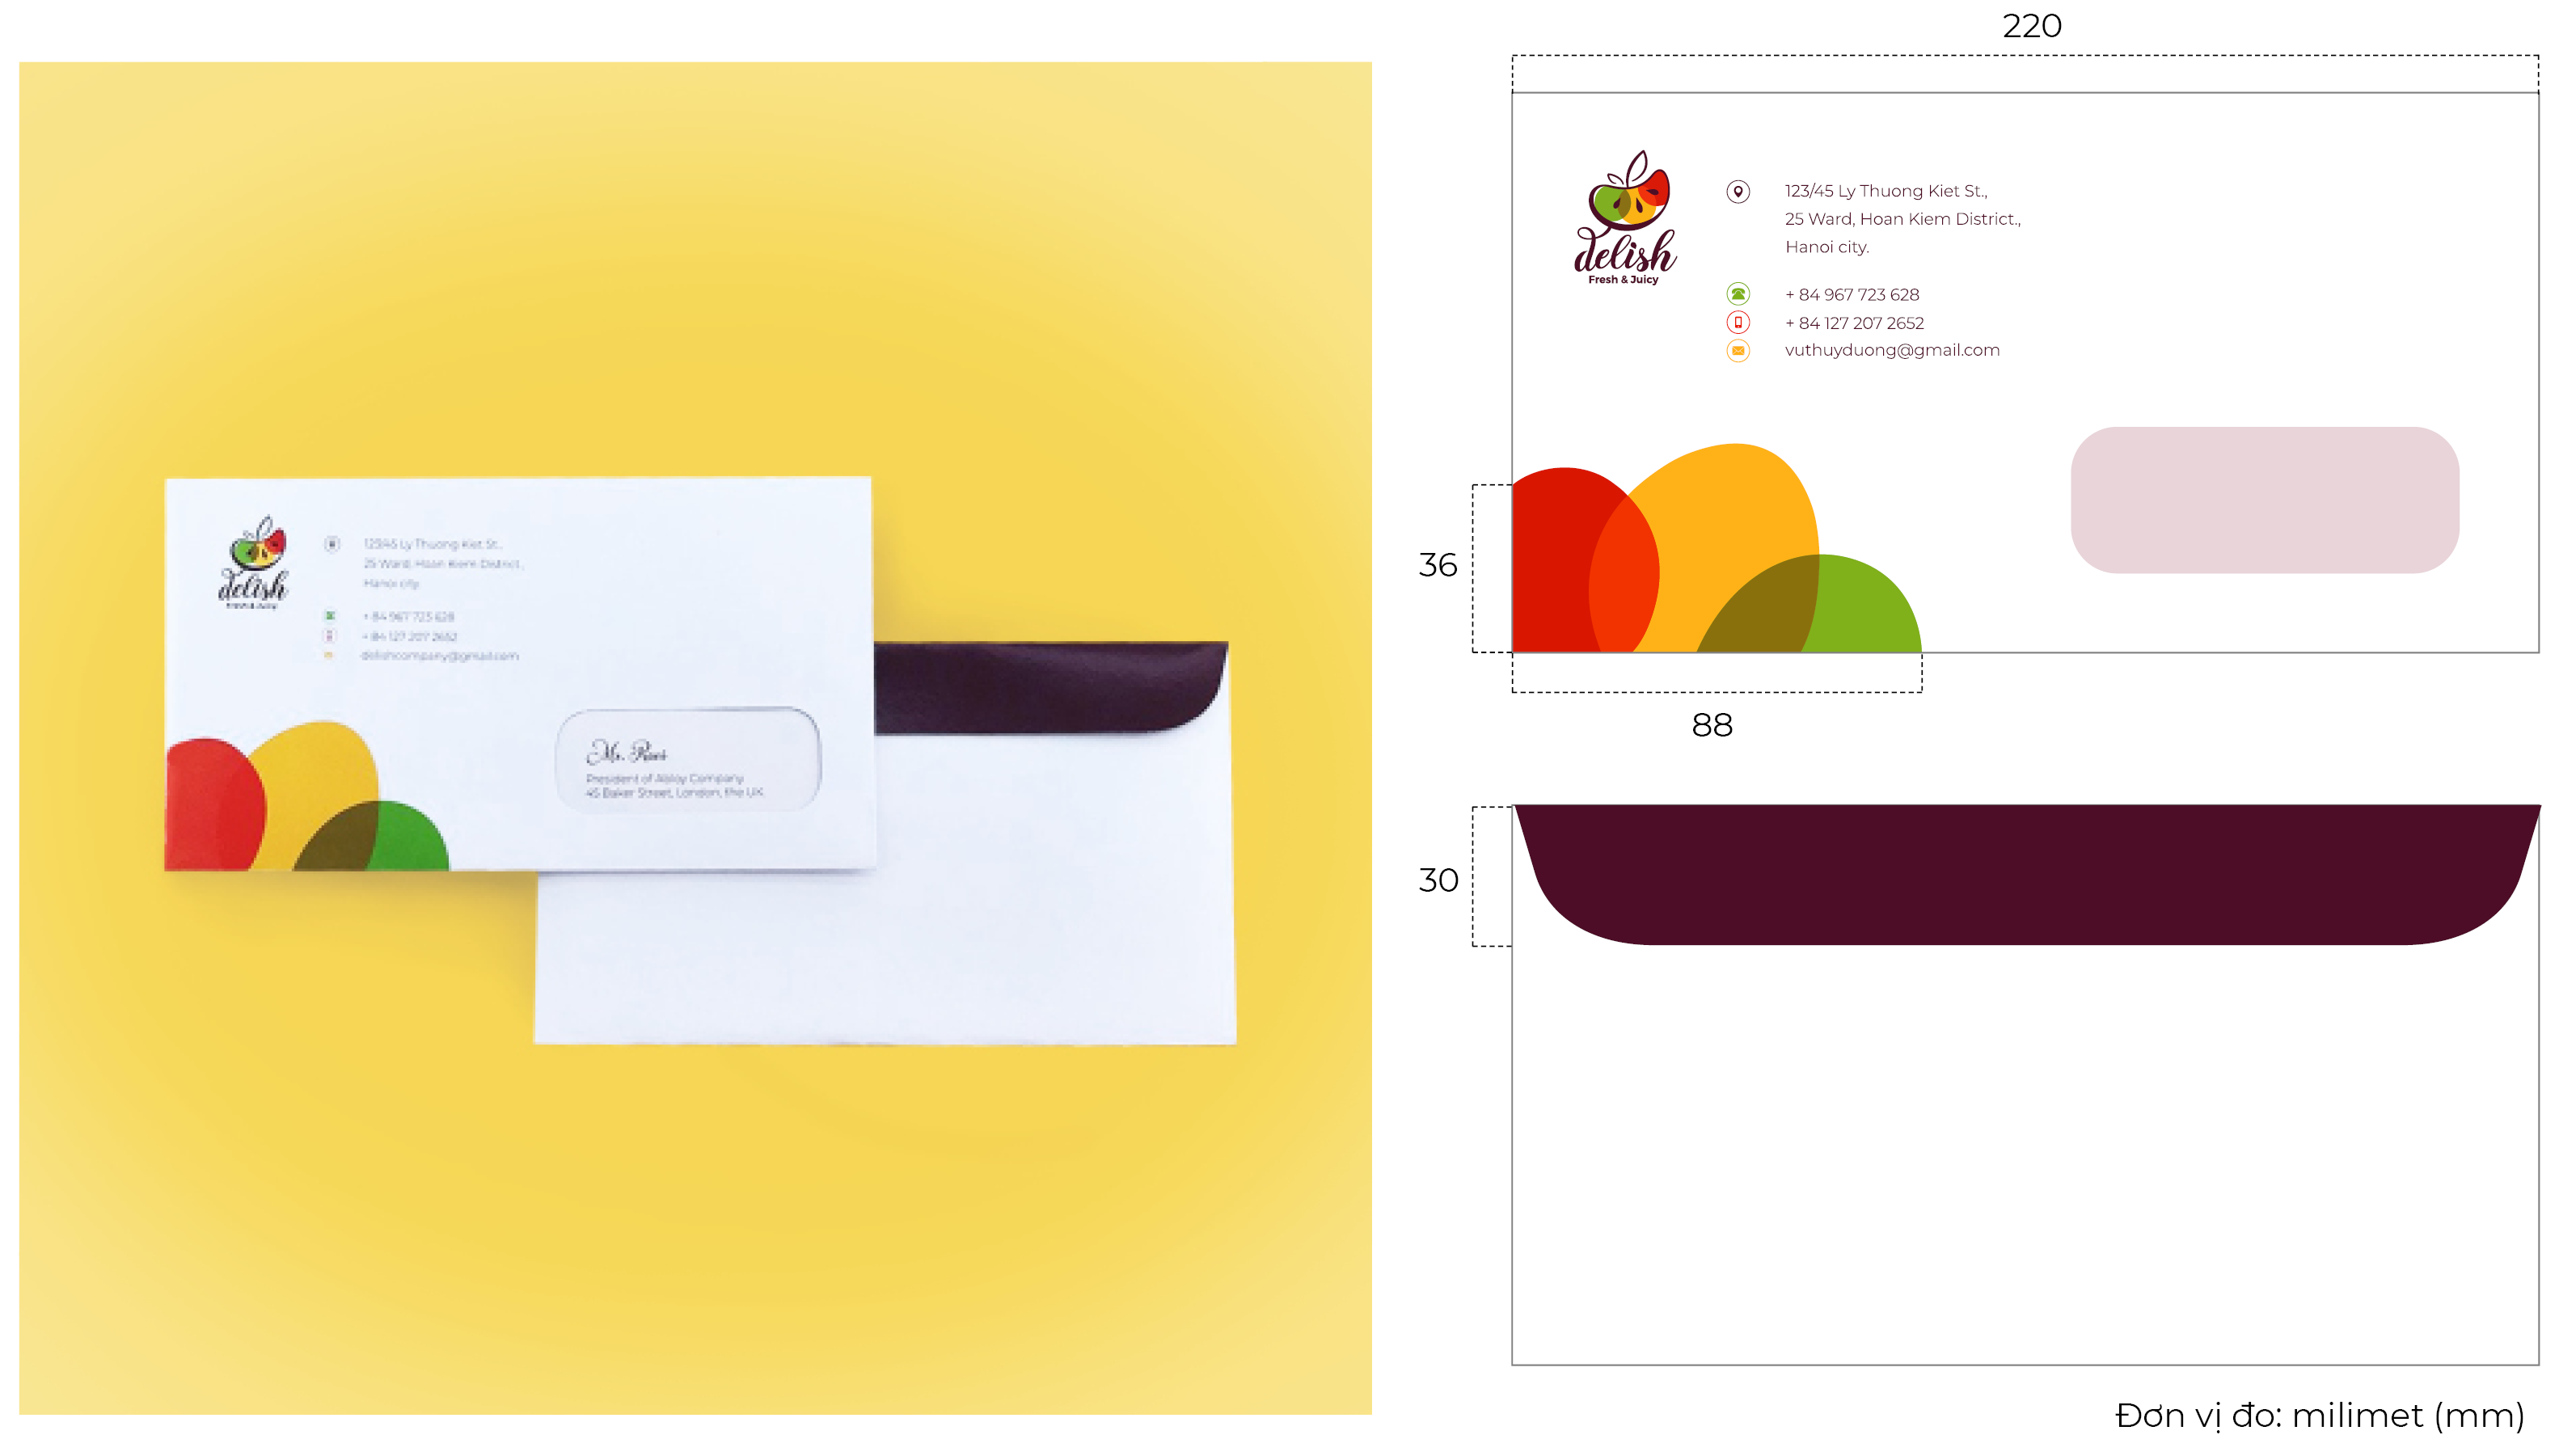 delish
Fresh & Juicy
123/45 Ly Thuong Kiet St.,
25 Ward, Hoan Kiem District.,
Hanoi city.
+ 84 967 723 628
+ 84 127 207 2652
delishcompany@gmail.com
Mr.
President of Company
45 Baker Street, London, the UK
220
delish
Fresh & Juicy
123/45 Ly Thuong Kiet St.,
25 Ward, Hoan Kiem District.,
Hanoi city.
+ 84 967 723 628
+ 84 127 207 2652
vuthuyduong@gmail.com
36
88
30
Đơn vị đo: milimet (mm)